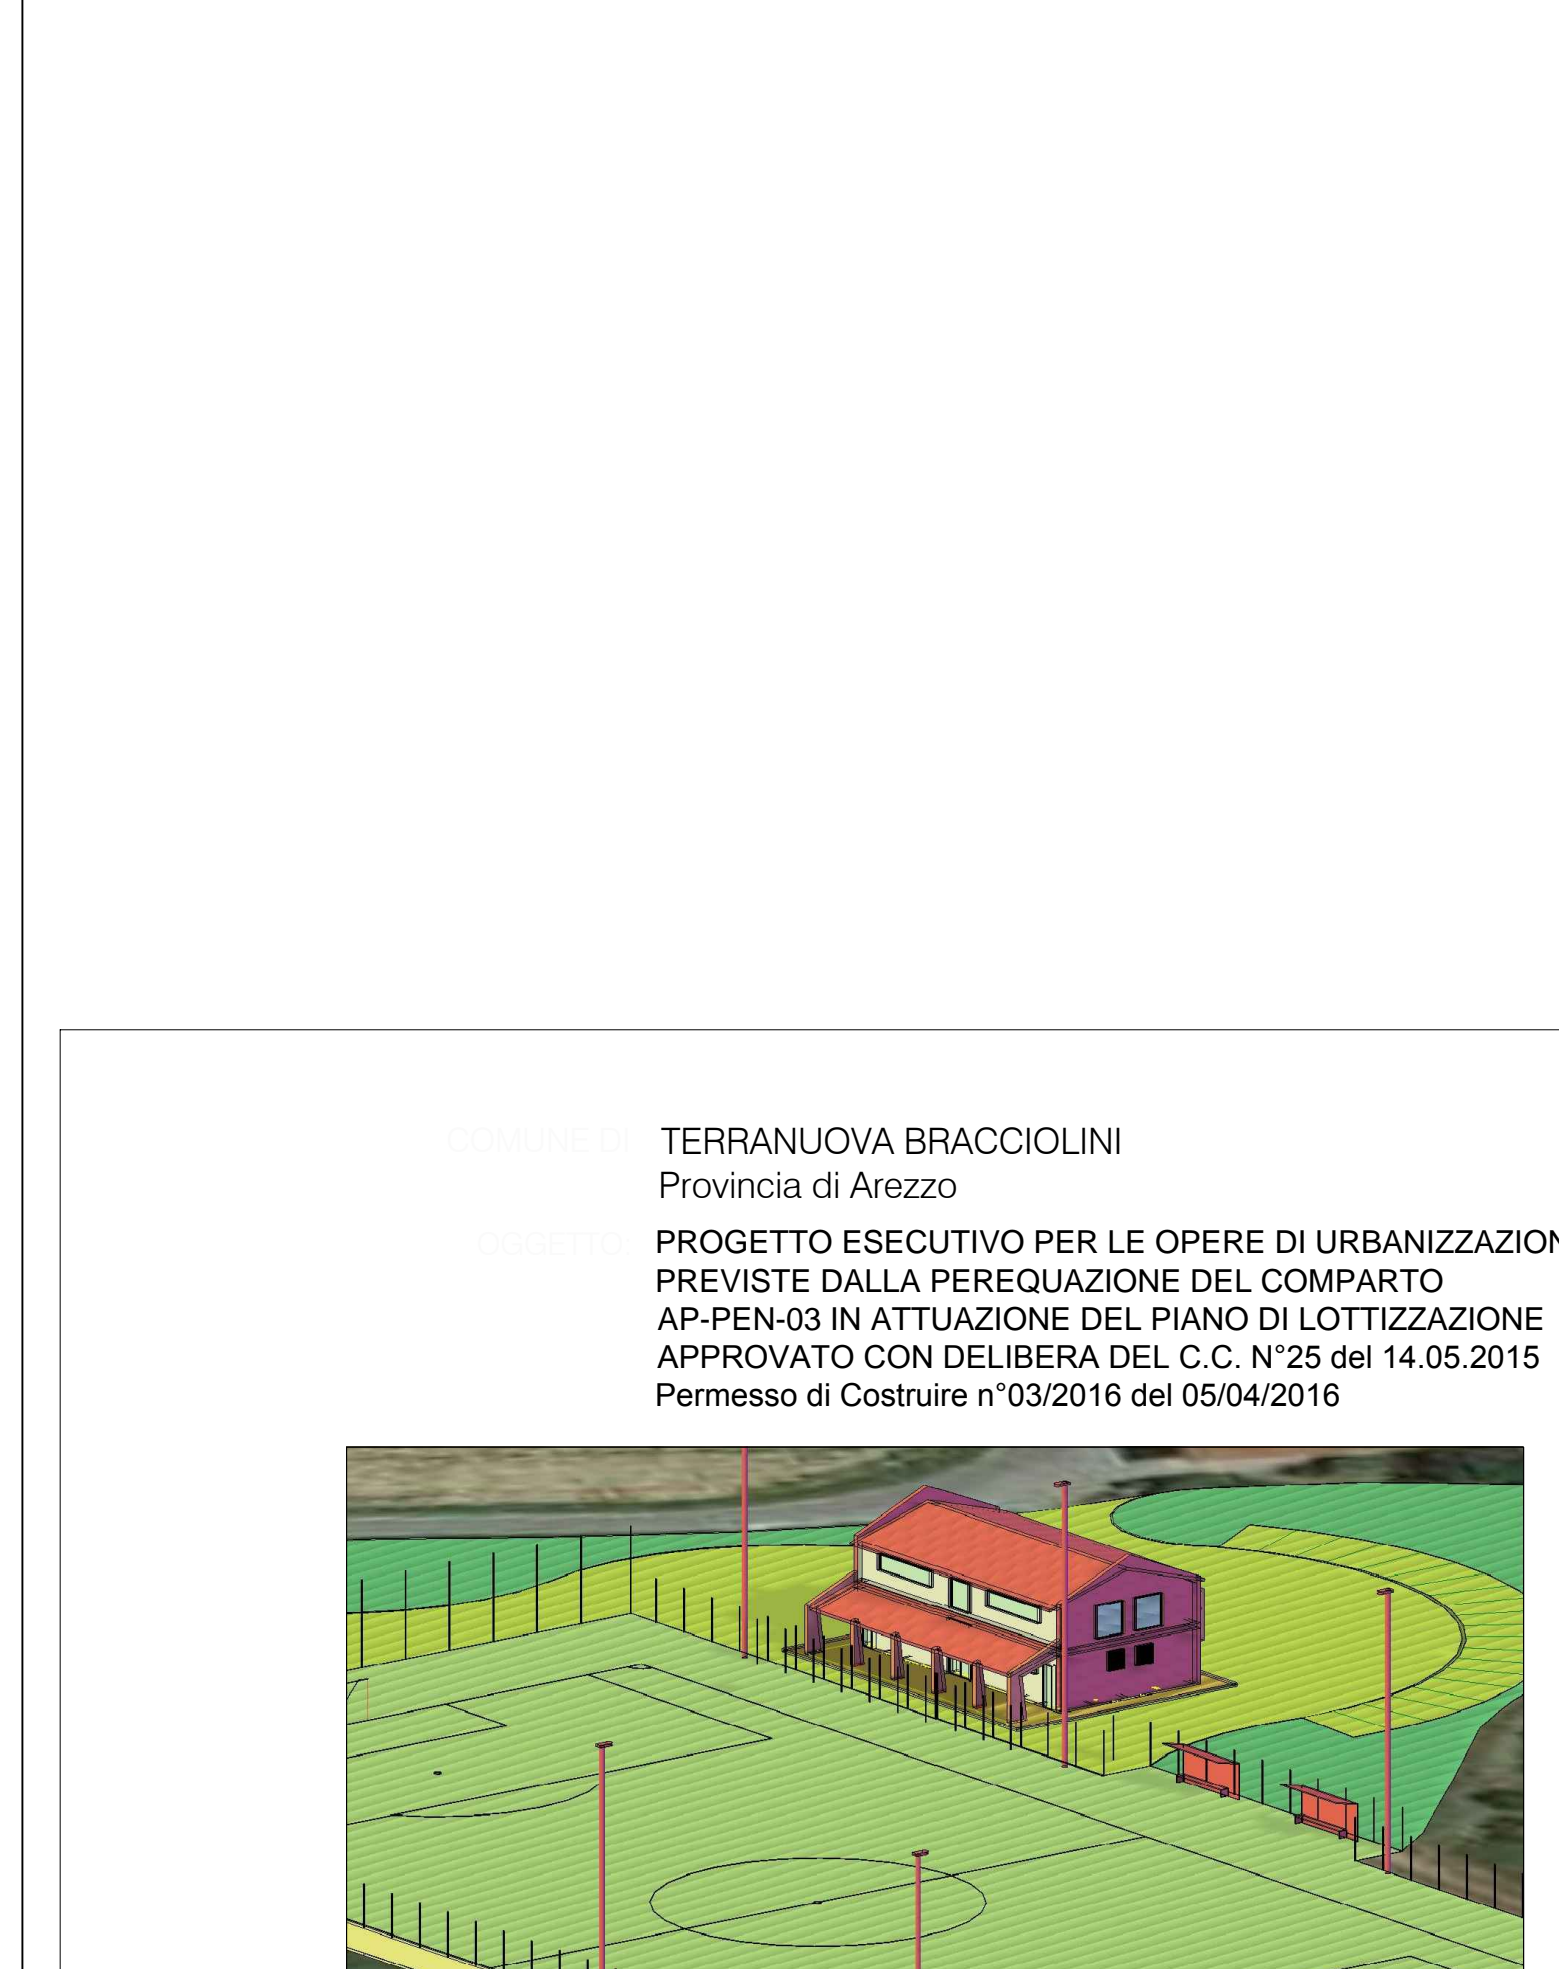 COMUNE DI TERRANUOVA BRACCIOLINI
Provincia di Arezzo
OGGETTO: PROGETTO ESECUTIVO PER LE OPERE DI URBANIZZAZION
PREVISTE DALLA PEREQUAZIONE DEL COMPARTO
AP-PEN-03 IN ATTUAZIONE DEL PIANO DI LOTTIZZAZIONE
APPROVATO CON DELIBERA DEL C.C. N°25 del 14.05.2015
Permesso di Costruire n°03/2016 del 05/04/2016